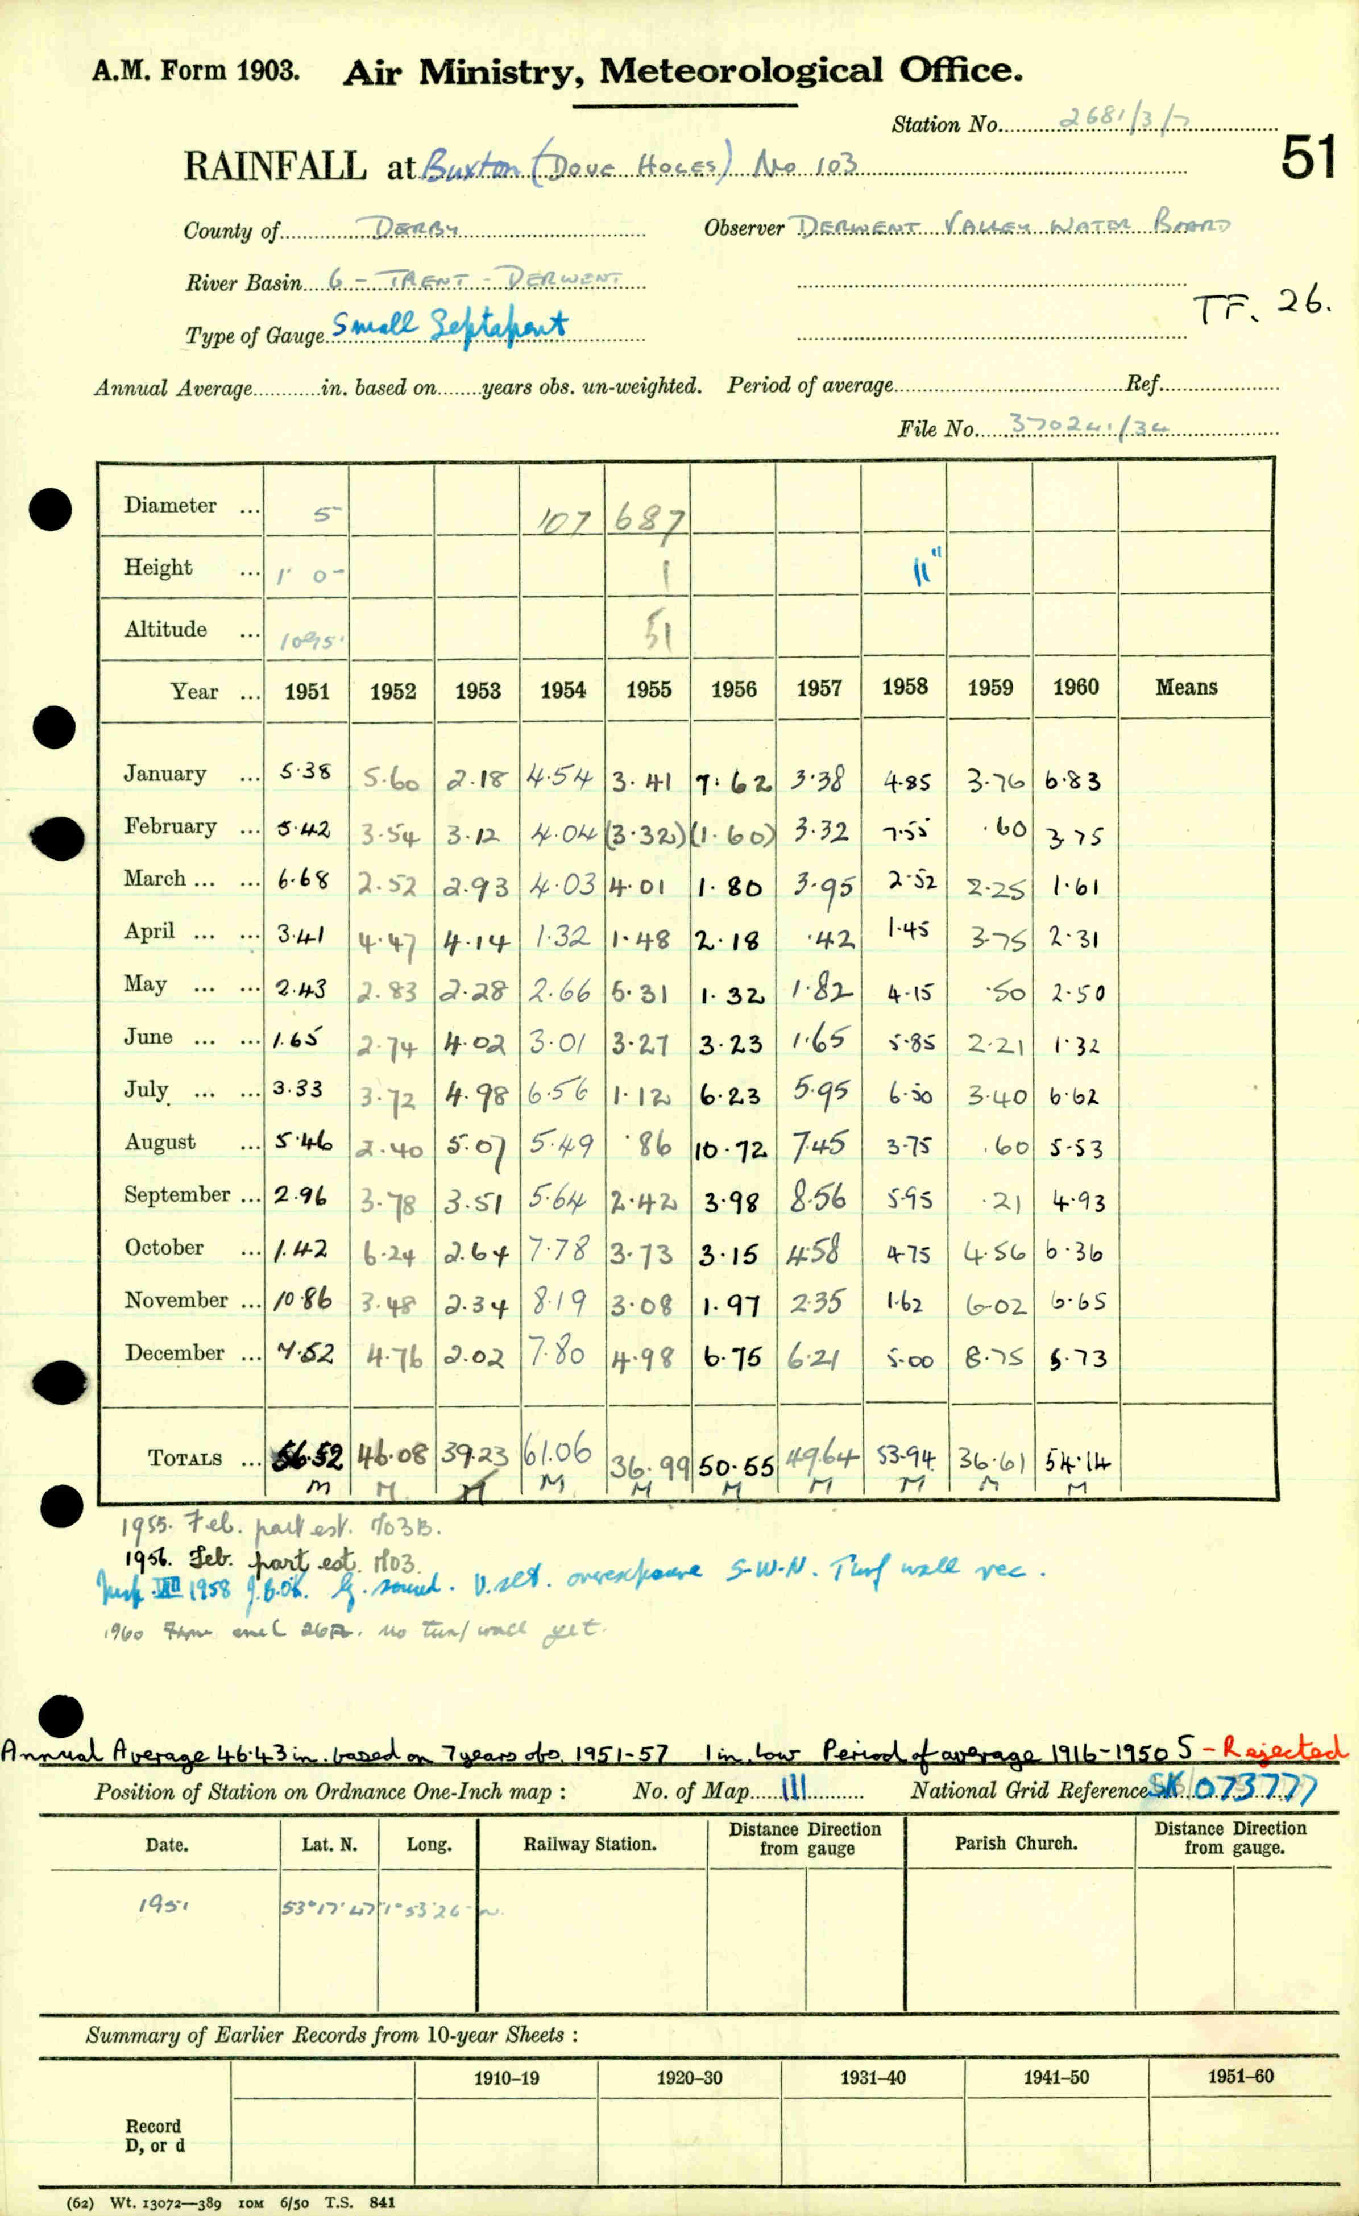 A.M. Form 1903. Air Ministry, Meteorological Office.
Station No. 2681/3/7
51
RAINFALL at Buxton (Dove Holes) No 103
County of DERBY Observer DERWENT VALLEY WATER BOARD
River Basin 6 - TRENT - DERWENT
TF. 26.
Type of Gauge Small Septapent
Annual Average in. based on years obs. un-weighted. Period of average Ref.
File No. 370241/34
Diameter ... 5 107 687
Height ... 1' 0" 1 11"
Altitude ... 1095' 51
Year ... 1951 1952 1953 1954 1955 1956 1957 1958 1959 1960 Means
January ... 5.38 5.60 2.18 4.54 3.41 7.62 3.38 4.85 3.76 6.83
February ... 5.42 3.54 3.12 4.04 (3.32) (1.60) 3.32 7.55 .60 3.75
March ... ... 6.68 2.52 2.93 4.03 4.01 1.80 3.95 2.52 2.25 1.61
April ... ... 3.41 4.47 4.14 1.32 1.48 2.18 .42 1.45 3.75 2.31
May ... ... 2.43 2.83 2.28 2.66 5.31 1.32 1.82 4.15 .50 2.50
June ... ... 1.65 2.74 4.02 3.01 3.27 3.23 1.65 5.85 2.21 1.32
July ... ... 3.33 3.72 4.98 6.56 1.12 6.23 5.95 6.50 3.40 6.62
August ... 5.46 2.40 5.07 5.49 .86 10.72 7.45 3.75 .60 5.53
September ... 2.96 3.78 3.51 5.64 2.42 3.98 8.56 5.95 .21 4.93
October ... 1.42 6.24 2.64 7.78 3.73 3.15 4.58 4.75 4.56 6.36
November ... 10.86 3.48 2.34 8.19 3.08 1.97 2.35 1.62 6.02 6.65
December ... 7.52 4.76 2.02 7.80 4.98 6.75 6.21 5.00 8.75 5.73
TOTALS ... 56.52 46.08 39.23 61.06 36.99 50.55 49.64 53.94 36.61 54.14
M M M M M M M M M M
1955. Feb. part est. No3B.
1956. Feb. part est. No3.
Insp. VIII 1958 J.B.OK. G. sound. V. set. overexposure S-W-N. Turf wall rec.
1960 26 no turf wall yet.
Annual Average 46.43 in. based on 7 years obs. 1951-57 1 in. low Period of average 1916-1950 S - Rejected
Position of Station on Ordnance One-Inch map : No. of Map 111 National Grid Reference SK 073777
Date. Lat. N. Long. Railway Station. Distance from gauge Direction Parish Church. Distance from gauge. Direction
1951 53° 17' 47" 1° 53' 26" W.
Summary of Earlier Records from 10-year Sheets :
1910-19 1920-30 1931-40 1941-50 1951-60
Record
D, or d
(62) Wt. 13072—389 10M 6/50 T.S. 841